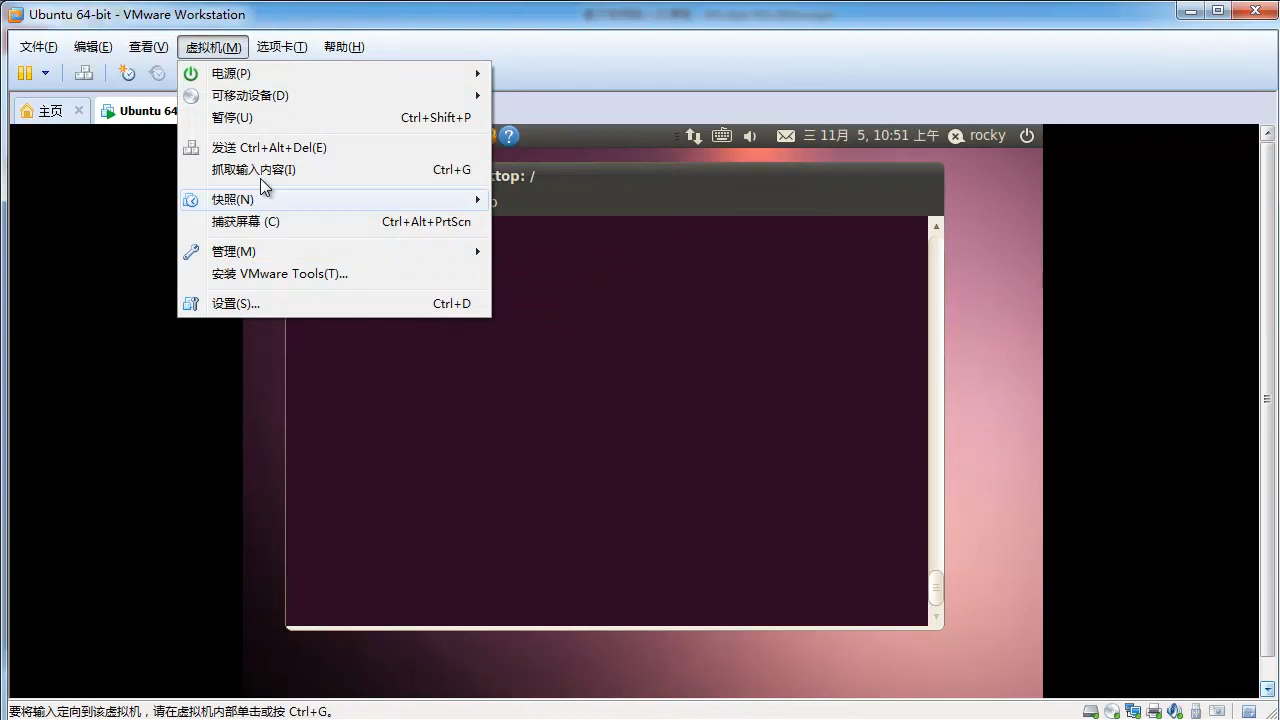 Ubuntu 64-bit - VMware Workstation
文件(F) 编辑(E) 查看(V) 虚拟机(M) 选项卡(T) 帮助(H)
主页 Ubuntu 64
电源(P)
可移动设备(D)
暂停(U) Ctrl+Shift+P
发送 Ctrl+Alt+Del(E)
抓取输入内容(I) Ctrl+G
快照(N)
捕获屏幕 (C) Ctrl+Alt+PrtScn
管理(M)
安装 VMware Tools(T)...
设置(S)... Ctrl+D
三 11月 5, 10:51 上午 rocky
top: /
要将输入定向到该虚拟机，请在虚拟机内部单击或按 Ctrl+G。